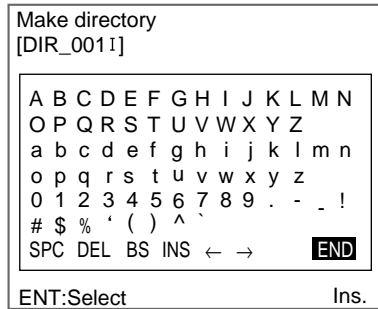 Make directory
[DIR_001I]
A B C D E F G H I J K L M N
O P Q R S T U V W X Y Z
a b c d e f g h i j k l m n
o p q r s t u v w x y z
0 1 2 3 4 5 6 7 8 9 . - _ !
# $ % ‘ ( ) ^ `
SPC DEL BS INS ← → END
ENT:Select Ins.